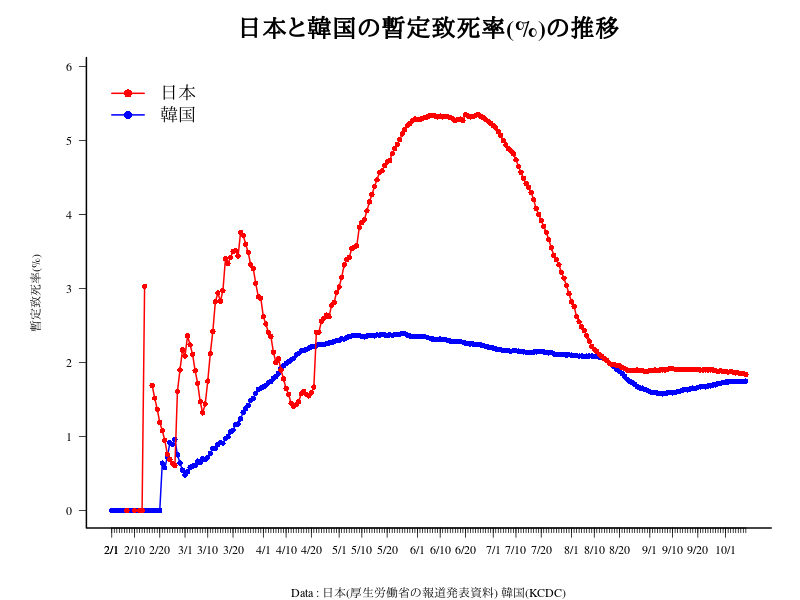 日本と韓国の暫定致死率(%)の推移
日本
韓国
暫定致死率(%)
6
5
4
3
2
1
0
2/1 2/10 2/20 3/1 3/10 3/20 4/1 4/10 4/20 5/1 5/10 5/20 6/1 6/10 6/20 7/1 7/10 7/20 8/1 8/10 8/20 9/1 9/10 9/20 10/1
Data : 日本(厚生労働省の報道発表資料) 韓国(KCDC)